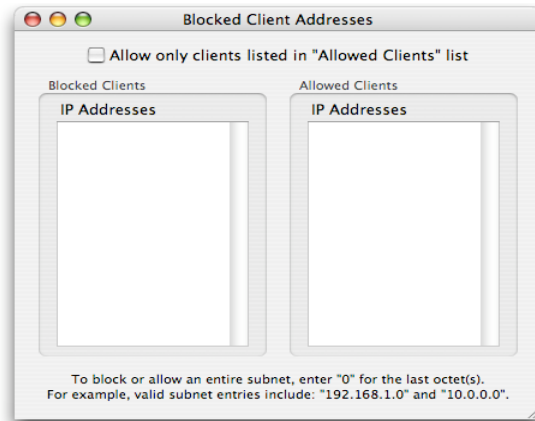 Blocked Client Addresses
Allow only clients listed in "Allowed Clients" list
Blocked Clients
IP Addresses
Allowed Clients
IP Addresses
To block or allow an entire subnet, enter "0" for the last octet(s).
For example, valid subnet entries include: "192.168.1.0" and "10.0.0.0".